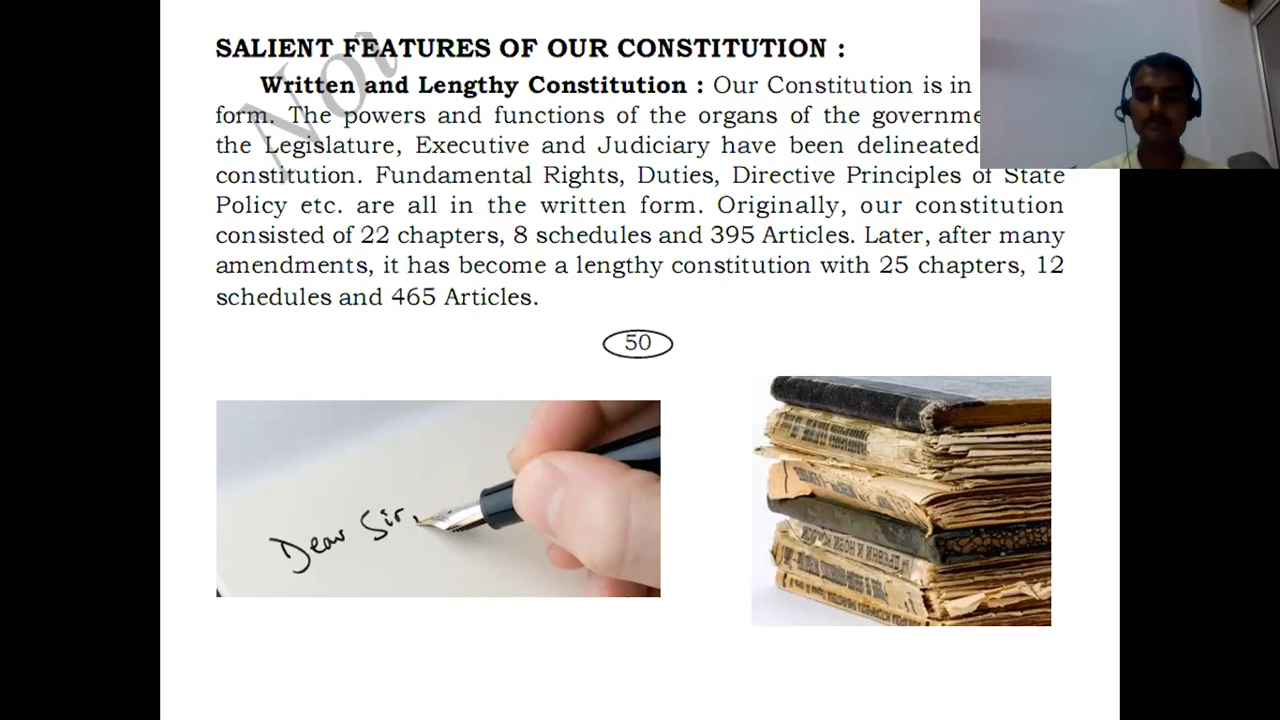 SALIENT FEATURES OF OUR CONSTITUTION :
Written and Lengthy Constitution : Our Constitution is in
form. The powers and functions of the organs of the governme
the Legislature, Executive and Judiciary have been delineated
constitution. Fundamental Rights, Duties, Directive Principles of State
Policy etc. are all in the written form. Originally, our constitution
consisted of 22 chapters, 8 schedules and 395 Articles. Later, after many
amendments, it has become a lengthy constitution with 25 chapters, 12
schedules and 465 Articles.
50
Dear Sir,